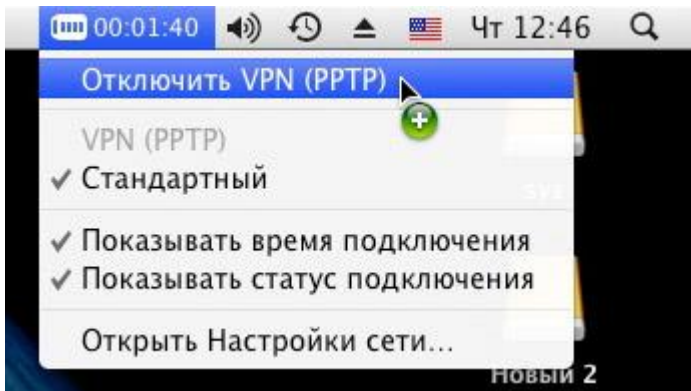 00:01:40 Чт 12:46
Отключить VPN (PPTP)
VPN (PPTP)
Стандартный
Показывать время подключения
Показывать статус подключения
Открыть Настройки сети...
Новый 2